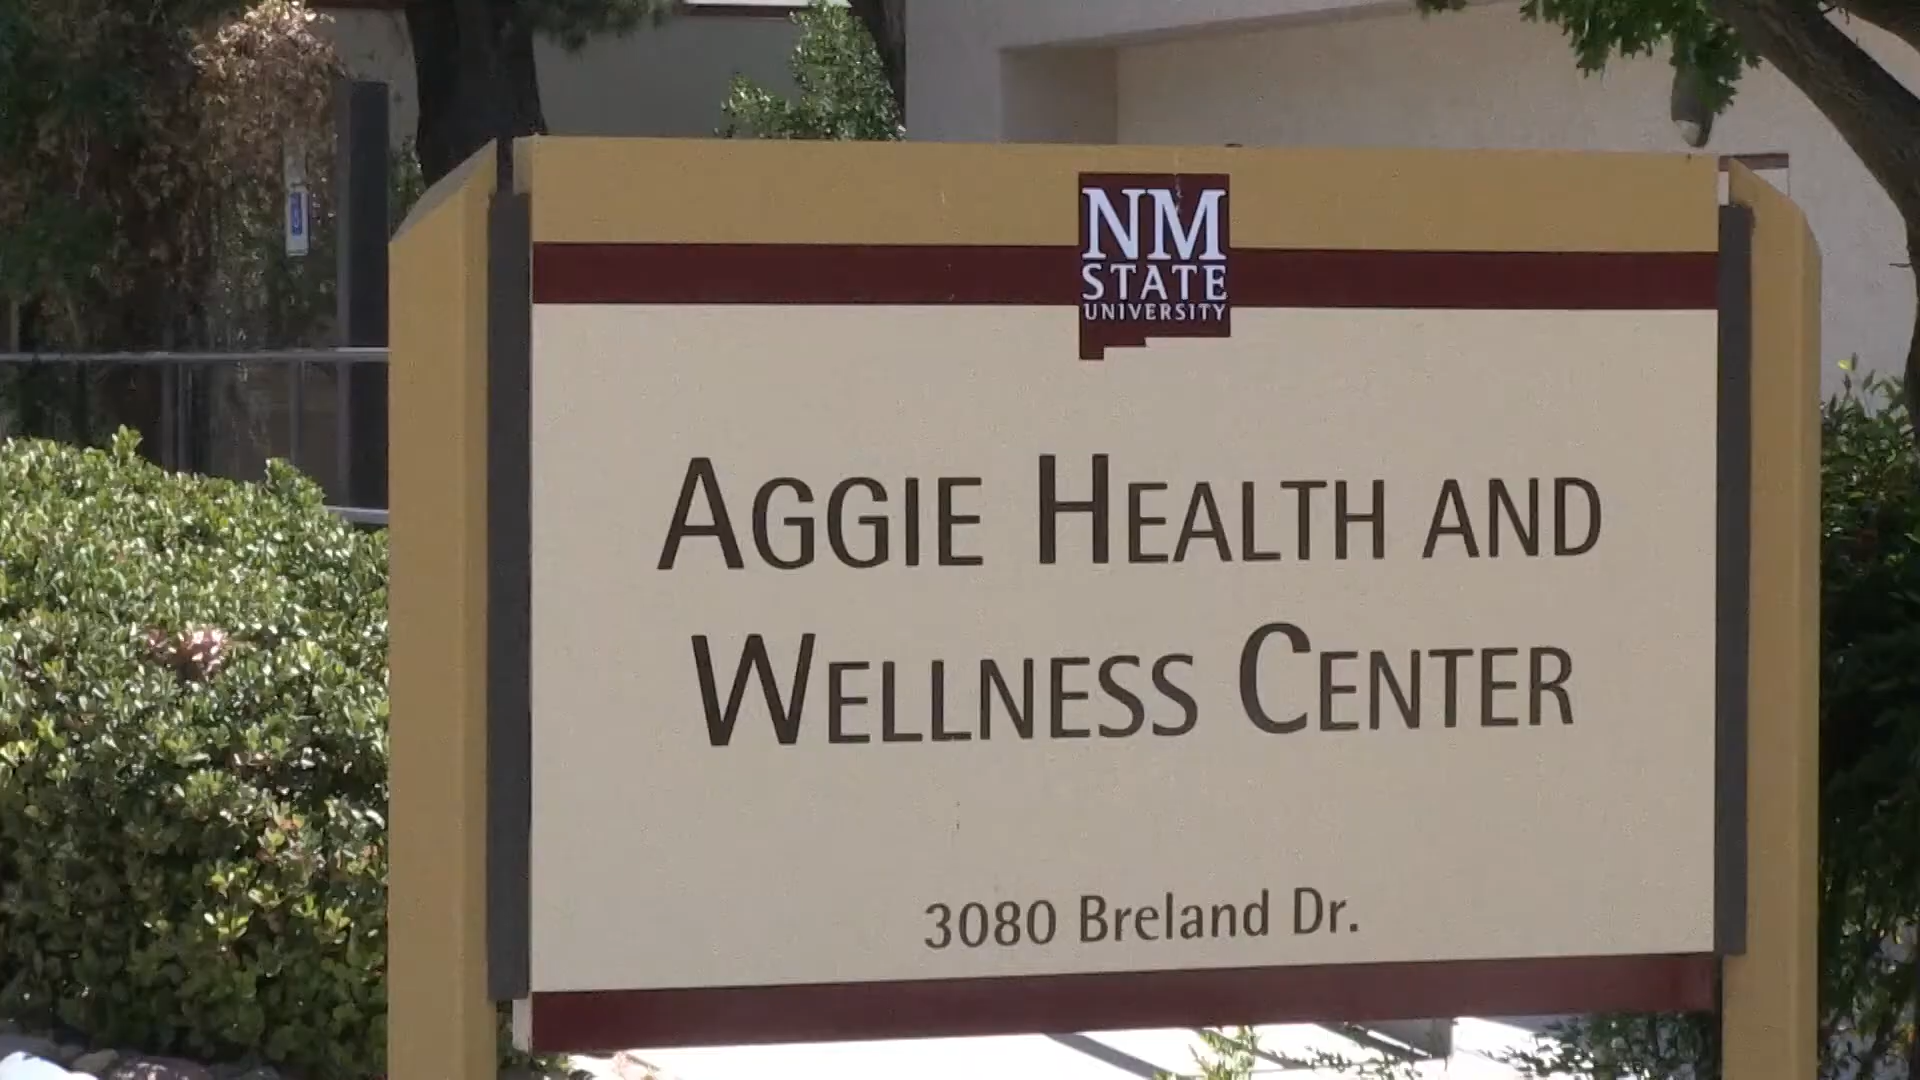 NM
STATE
UNIVERSITY
AGGIE HEALTH AND
WELLNESS CENTER
3080 Breland Dr.